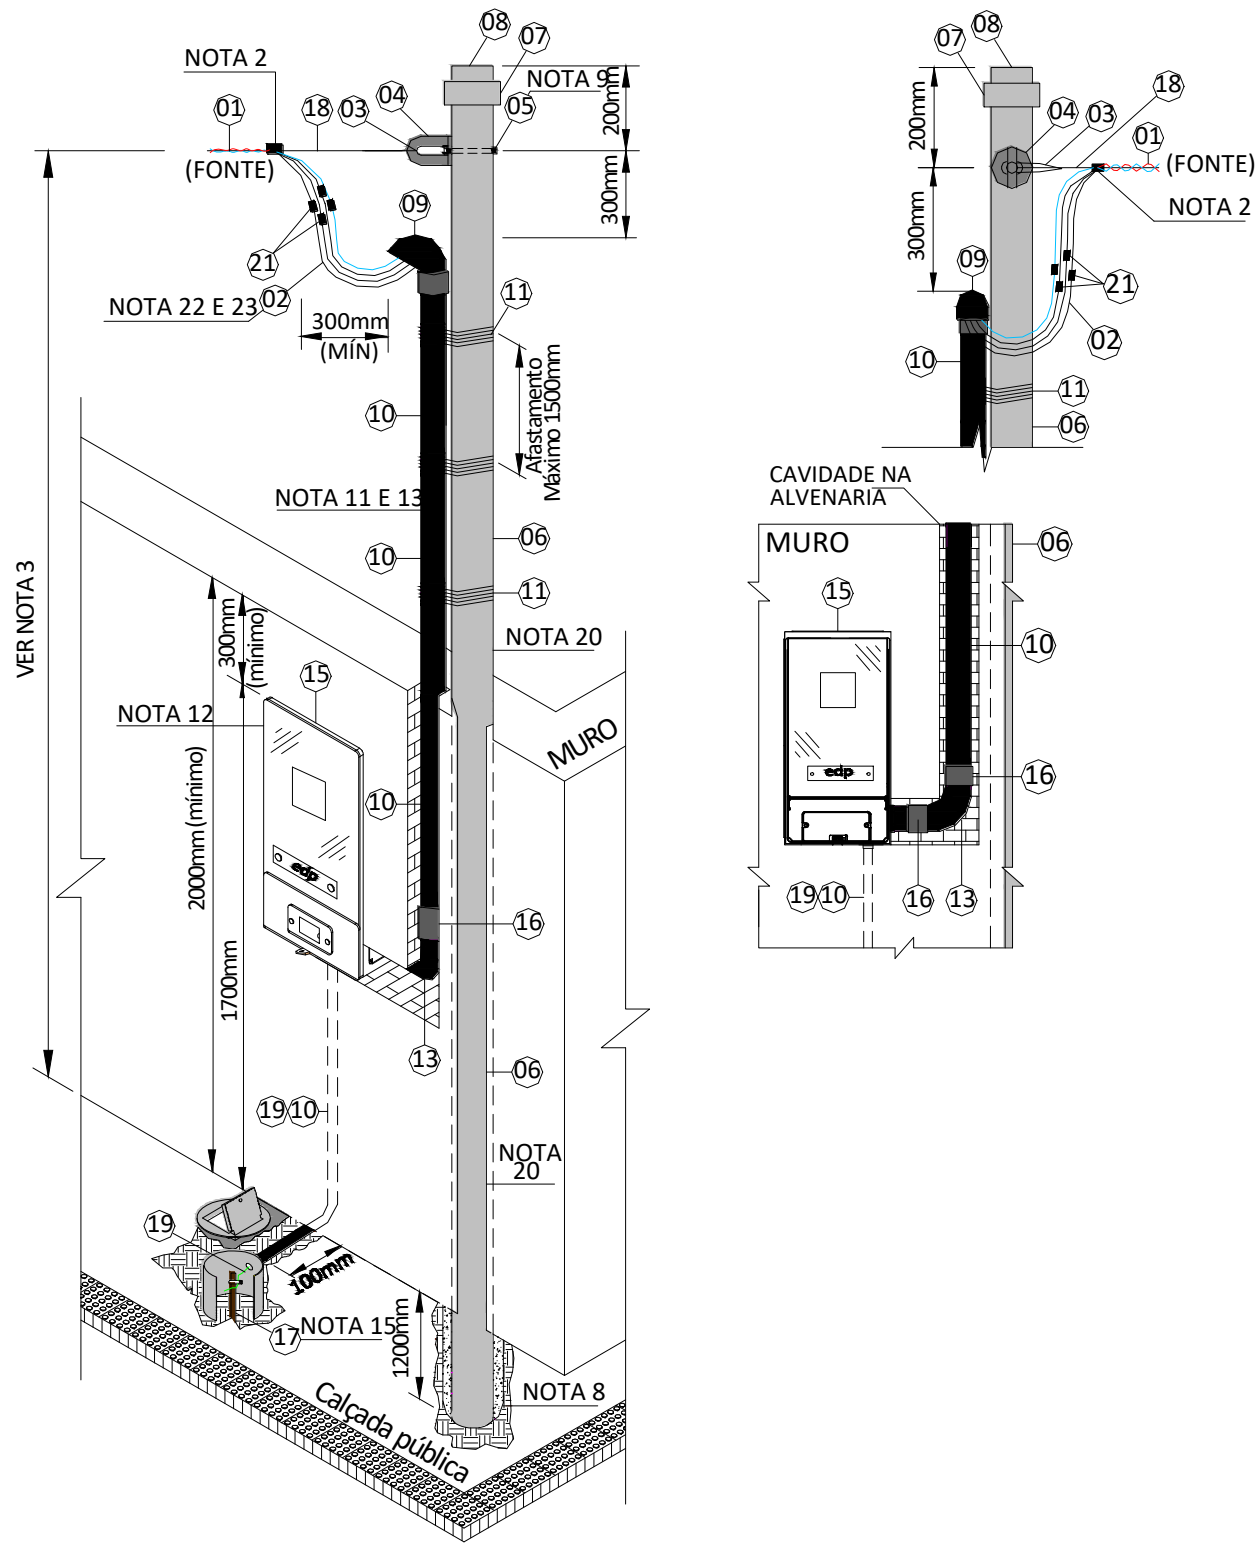 08
07
NOTA 2
NOTA 9
04
01
18
03
05
200mm
(FONTE)
300mm
09
21
02
NOTA 22 E 23
300mm
(MÍN)
11
Afastamento
Máximo 1500mm
10
NOTA 11 E 13
06
10
11
VER NOTA 3
300mm
(mínimo)
NOTA 20
15
NOTA 12
MURO
2000mm (mínimo)
10
edp
16
1700mm
13
06
19
10
NOTA
20
19
100mm
17
NOTA 15
1200mm
NOTA 8
Calçada pública
08
07
18
04
03
200mm
01
(FONTE)
NOTA 2
300mm
09
21
02
10
11
06
CAVIDADE NA
ALVENARIA
MURO
06
15
10
edp
16
19
10
16
13